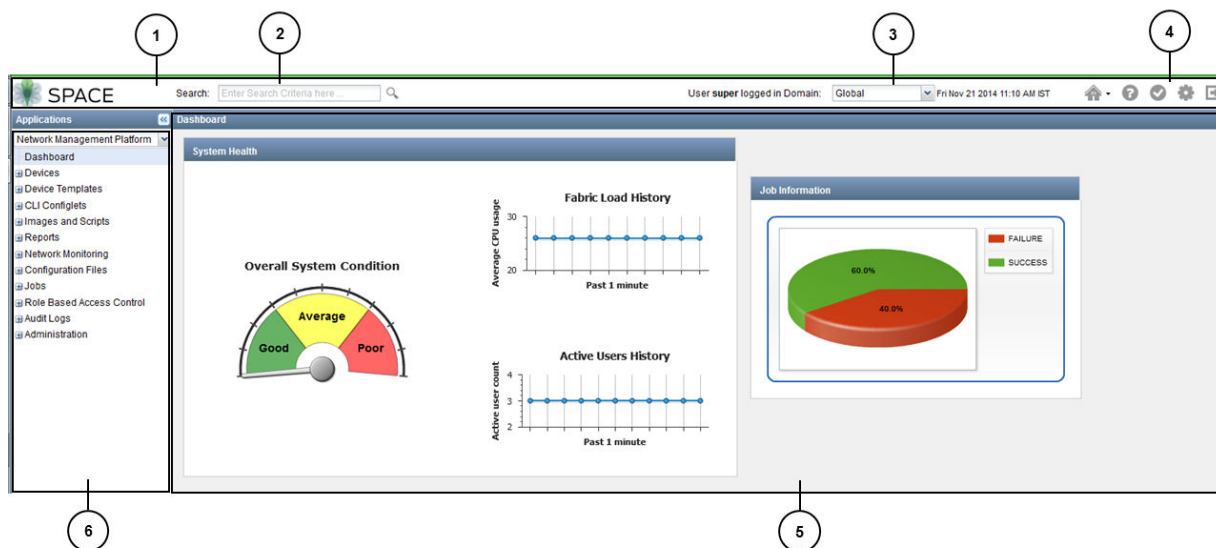 1
2
3
4
SPACE
Search: Enter Search Criteria here ...
User super logged in Domain: Global Fri Nov 21 2014 11:10 AM IST
Applications
Network Management Platform
Dashboard
Devices
Device Templates
CLI Configlets
Images and Scripts
Reports
Network Monitoring
Configuration Files
Jobs
Role Based Access Control
Audit Logs
Administration
Dashboard
System Health
Overall System Condition
Good
Average
Poor
Fabric Load History
Average CPU usage
30
20
Past 1 minute
Active Users History
Active user count
4
3
2
Past 1 minute
Job Information
60.0%
40.0%
FAILURE
SUCCESS
6
5